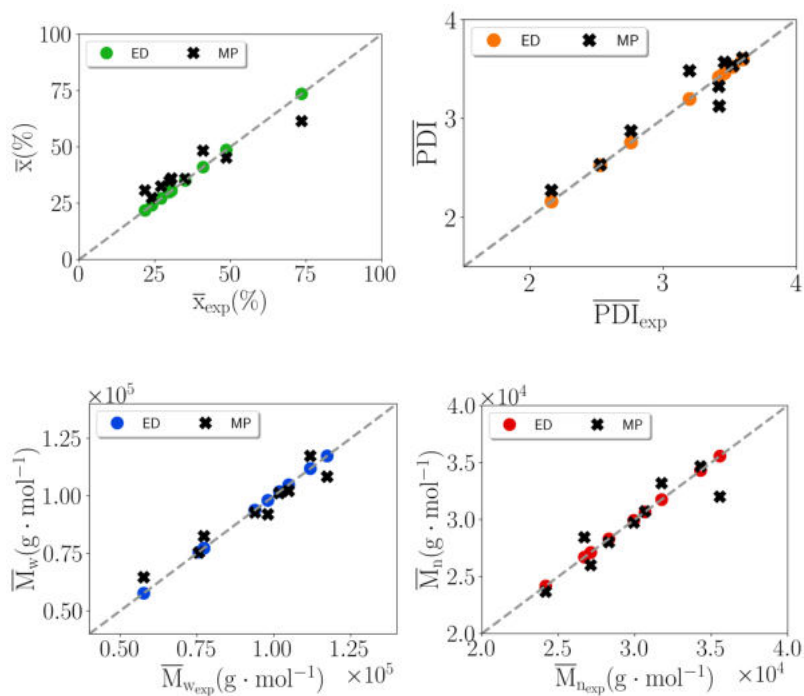 ED MP
x̅(%)
100
75
50
25
0
0 25 50 75 100
x̅exp(%)
ED MP
P̅D̅I̅
4
3
2
2 3 4
P̅D̅I̅exp
×10⁵
ED MP
M̅w(g · mol⁻¹)
1.25
1.00
0.75
0.50
0.50 0.75 1.00 1.25
M̅wexp(g · mol⁻¹) ×10⁵
×10⁴
ED MP
M̅n(g · mol⁻¹)
4.0
3.5
3.0
2.5
2.0
2.0 2.5 3.0 3.5 4.0
M̅nexp(g · mol⁻¹) ×10⁴